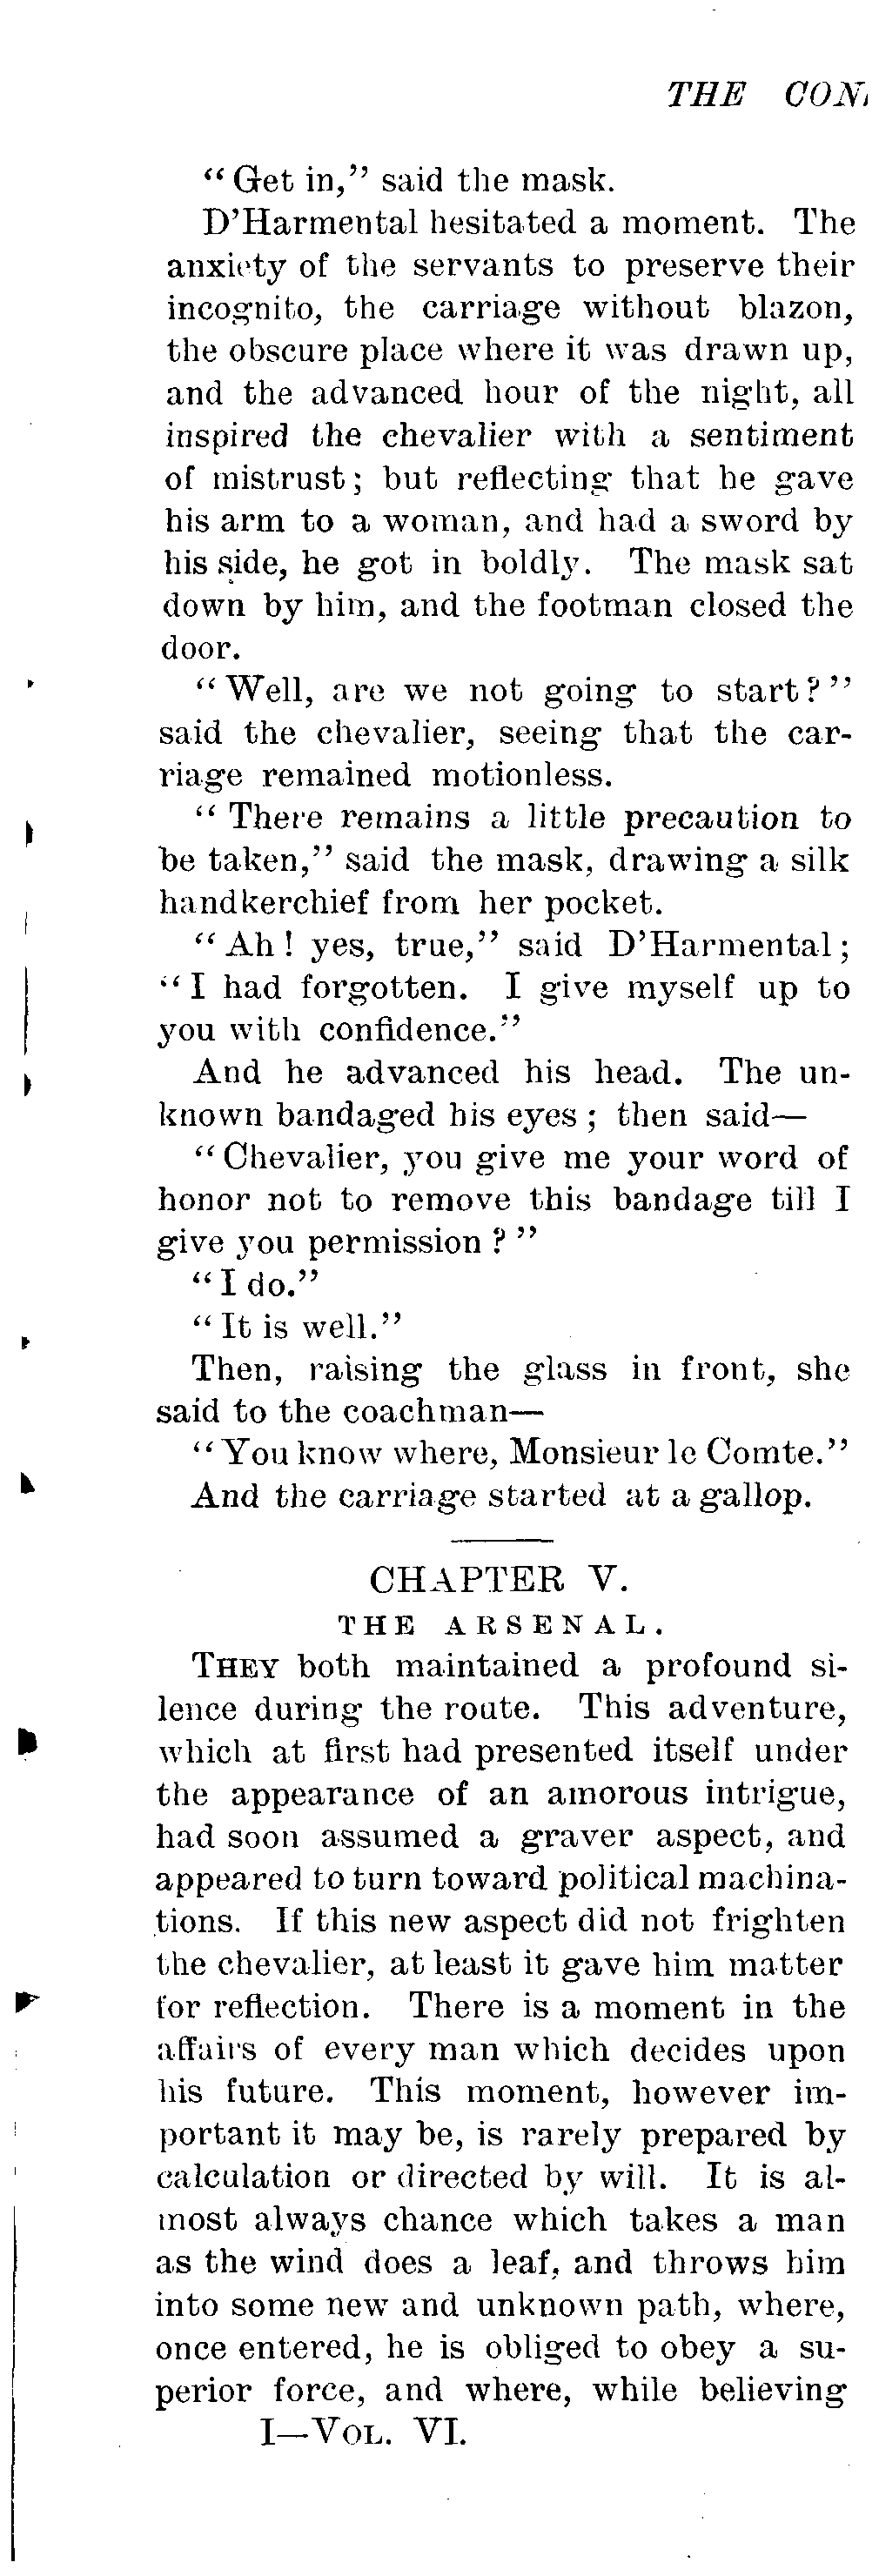 THE
"Get in," said the mask.
D'Harmental hesitated a moment. The
anxiety of the servants to preserve their
incognito, the carriage without blazon,
the obscure place where it was drawn up,
and the advanced hour of the night, all
inspired the chevalier with a sentiment
of mistrust; but reflecting that he gave
his arm to a woman, and had a sword by
his side, he got in boldly. The mask sat
down by him, and the footman closed the
door.
"Well, are we not going to start?"
said the chevalier, seeing that the car-
riage remained motionless.
"There remains a little precaution to
be taken," said the mask, drawing a silk
handkerchief from her pocket.
"Ah! yes, true," said D'Harmental;
"I had forgotten. I give myself up to
you with confidence."
And he advanced his head. The un-
known bandaged his eyes; then said—
"Chevalier, you give me your word of
honor not to remove this bandage till I
give you permission?"
"I do."
"It is well."
Then, raising the glass in front, she
said to the coachman—
"You know where, Monsieur le Comte."
And the carriage started at a gallop.
CHAPTER V.
THE ARSENAL.
THEY both maintained a profound si-
lence during the route. This adventure,
which at first had presented itself under
the appearance of an amorous intrigue,
had soon assumed a graver aspect, and
appeared to turn toward political machina-
tions. If this new aspect did not frighten
the chevalier, at least it gave him matter
for reflection. There is a moment in the
affairs of every man which decides upon
his future. This moment, however im-
portant it may be, is rarely prepared by
calculation or directed by will. It is al-
most always chance which takes a man
as the wind does a leaf, and throws him
into some new and unknown path, where,
once entered, he is obliged to obey a su-
perior force, and where, while believing
I—VOL. VI.